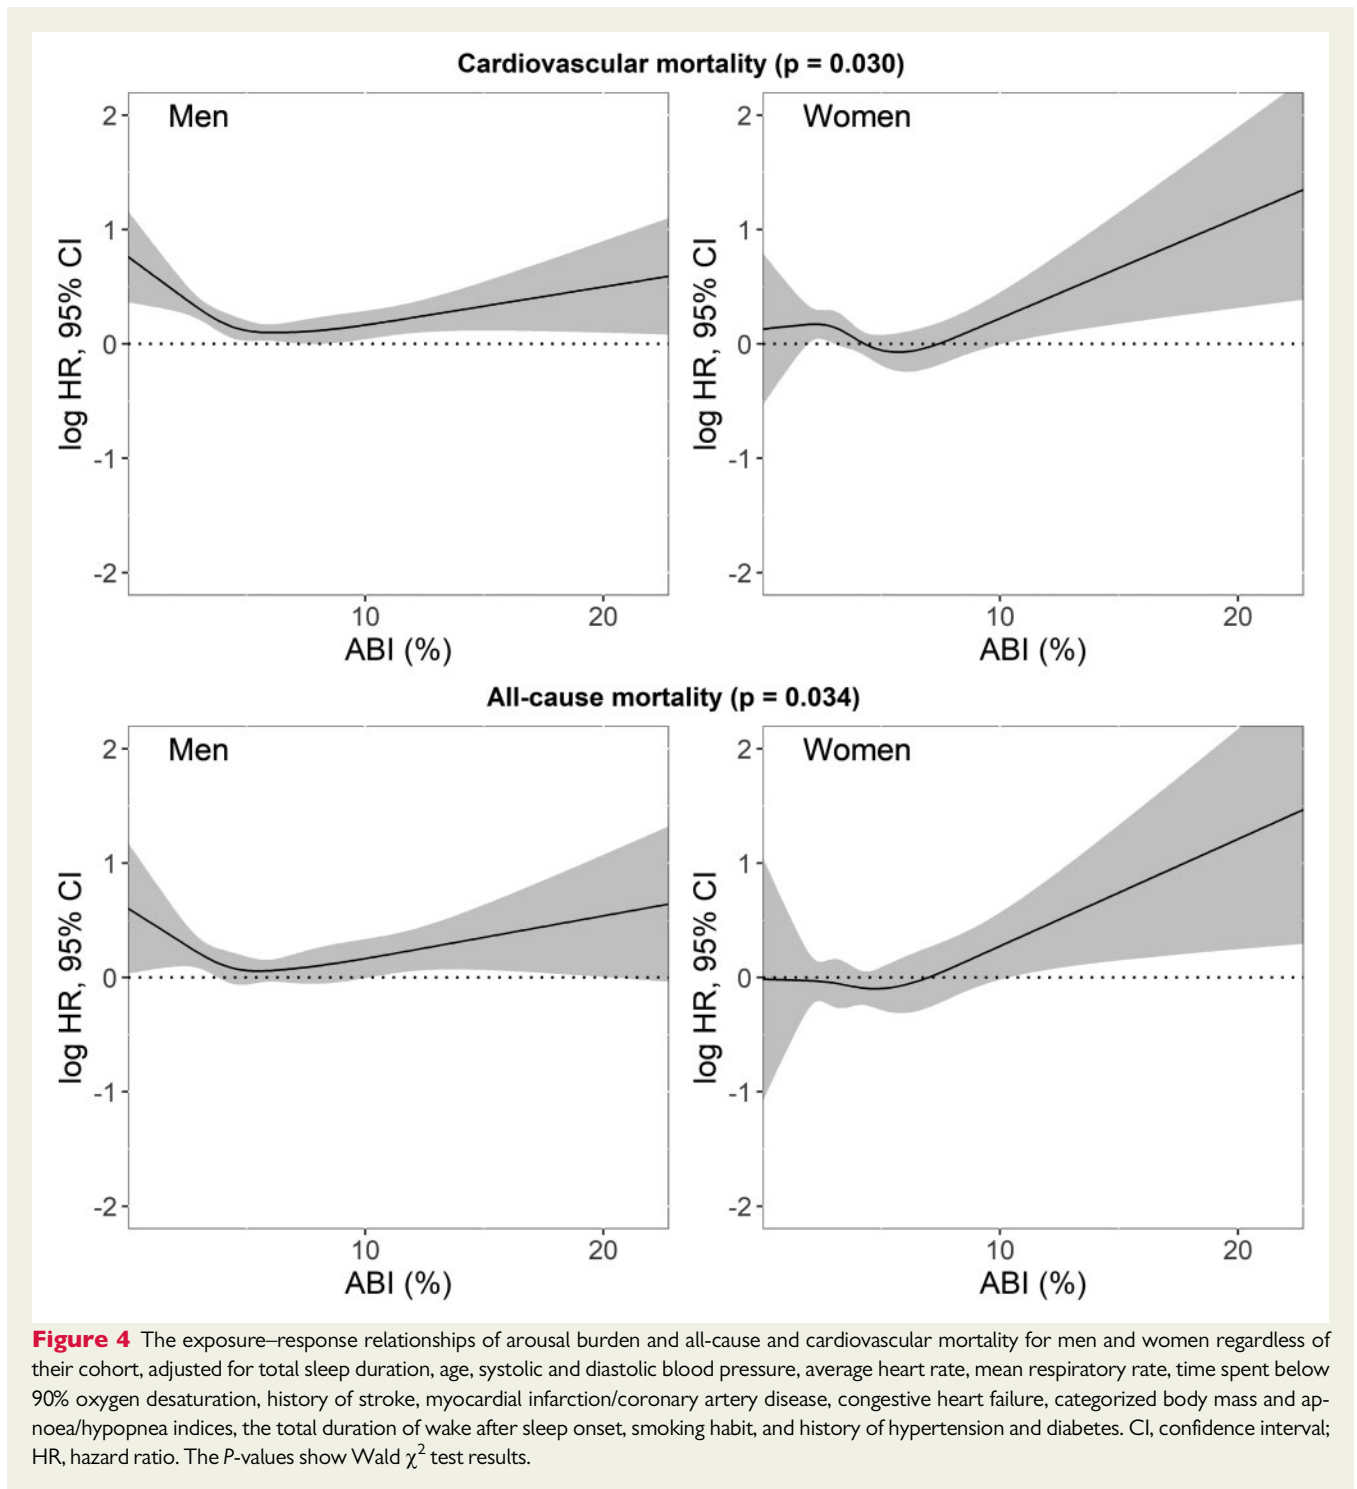 Cardiovascular mortality (p = 0.030)
Men
Women
2
1
0
-1
-2
log HR, 95% CI
10
20
ABI (%)
2
1
0
-1
-2
log HR, 95% CI
10
20
ABI (%)
All-cause mortality (p = 0.034)
Men
Women
2
1
0
-1
-2
log HR, 95% CI
10
20
ABI (%)
2
1
0
-1
-2
log HR, 95% CI
10
20
ABI (%)
Figure 4 The exposure–response relationships of arousal burden and all-cause and cardiovascular mortality for men and women regardless of
their cohort, adjusted for total sleep duration, age, systolic and diastolic blood pressure, average heart rate, mean respiratory rate, time spent below
90% oxygen desaturation, history of stroke, myocardial infarction/coronary artery disease, congestive heart failure, categorized body mass and ap-
noea/hypopnea indices, the total duration of wake after sleep onset, smoking habit, and history of hypertension and diabetes. CI, confidence interval;
HR, hazard ratio. The P-values show Wald χ² test results.